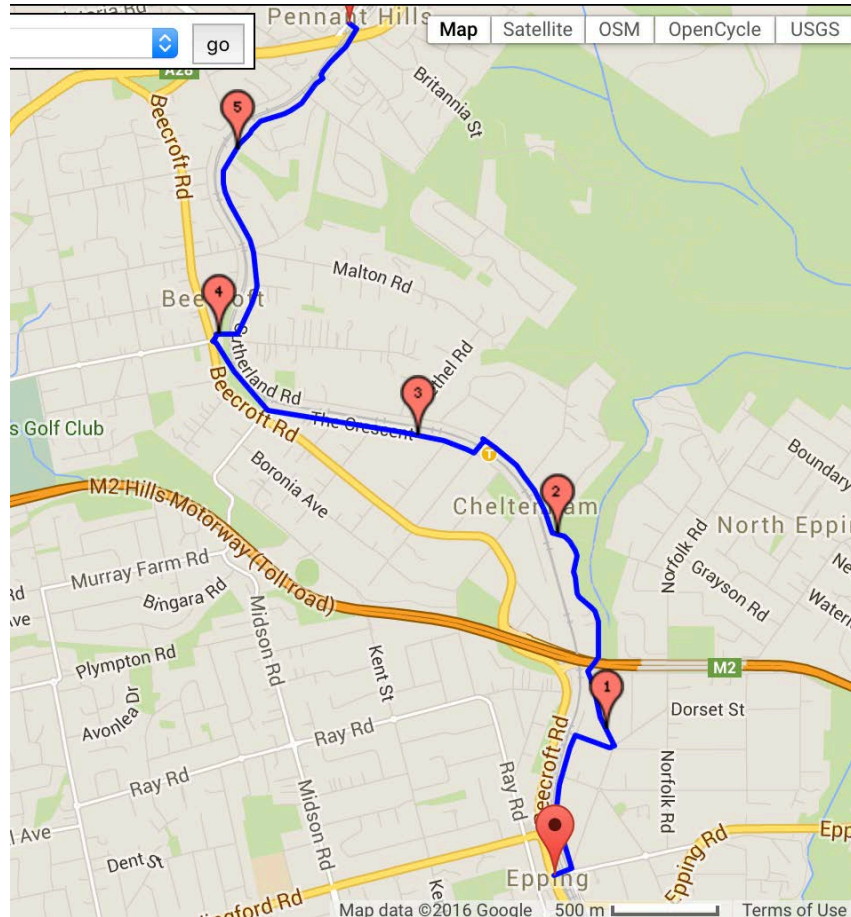 Pennant Hills
go
Map
Satellite
OSM
OpenCycle
USGS
A28
Britannia St
Beecroft Rd
5
Malton Rd
4
Sutherland Rd
3
The Crescent
Beecroft Rd
s Golf Club
Boronia Ave
T
2
Boundary
M2 Hills Motorway (Toll road)
North Eppin
Norfolk Rd
Grayson Rd
Murray Farm Rd
Rd
ve
Bingara Rd
Midson Rd
Plympton Rd
Kent St
M2
1
Avonlea Dr
Dorset St
Ray Rd
Ray Rd
Ray Rd
Beecroft Rd
Norfolk Rd
Midson Rd
Ave
Dent St
Epping
Epping Rd
Epp
Map data ©2016 Google
500 m
Terms of Use